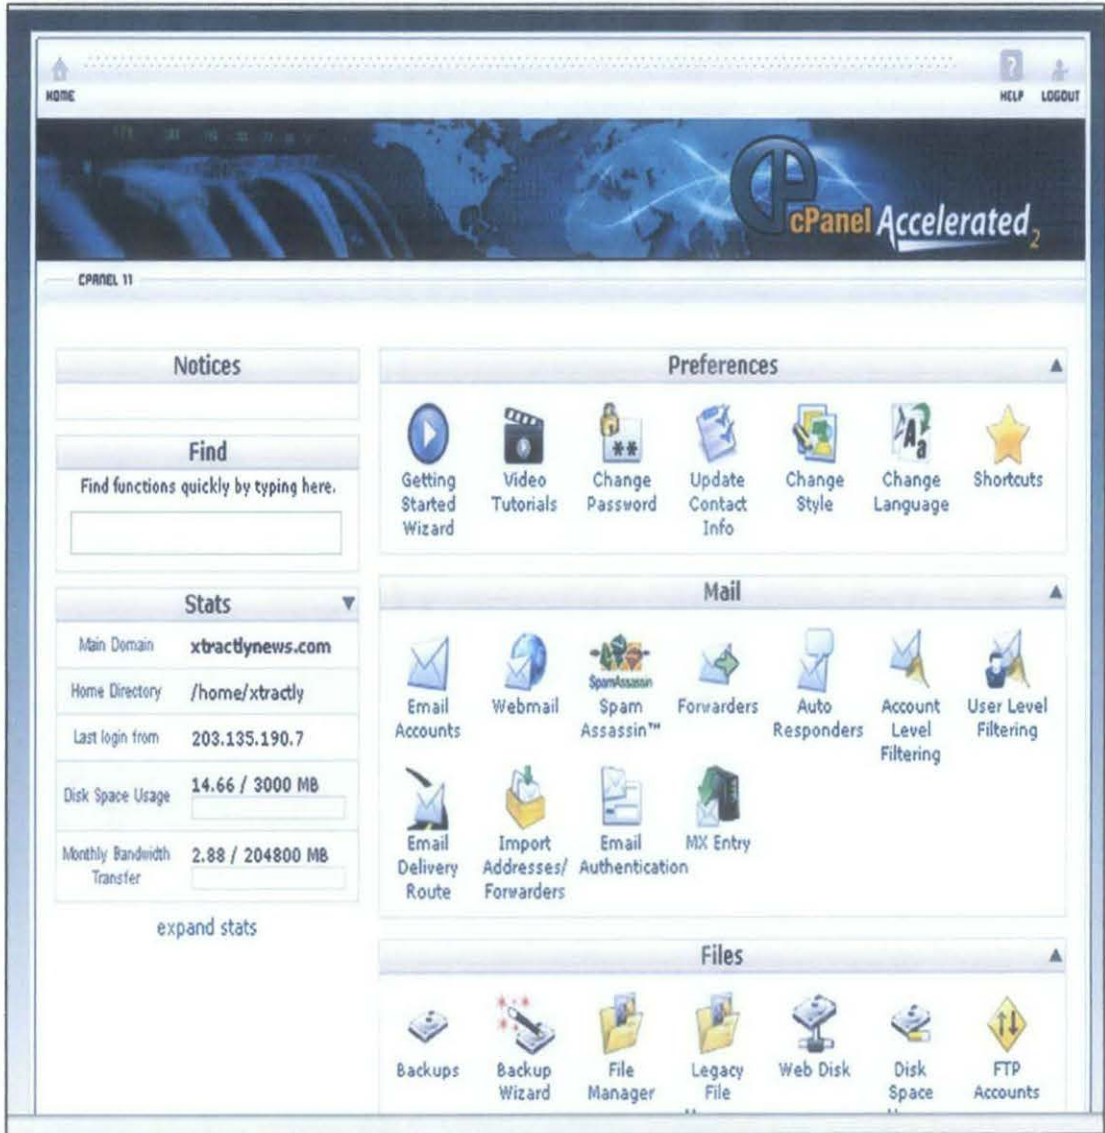 HOME
HELP LOGOUT
cPanel Accelerated2
CPANEL 11
Notices
Find
Find functions quickly by typing here.
Stats
Main Domain xtractlynews.com
Home Directory /home/xtractly
Last login from 203.135.190.7
Disk Space Usage 14.66 / 3000 MB
Monthly Bandwidth Transfer 2.88 / 204800 MB
expand stats
Preferences
Getting Started Wizard
Video Tutorials
Change Password
Update Contact Info
Change Style
Change Language
Shortcuts
Mail
Email Accounts
Webmail
SpamAssassin
Spam Assassin™
Forwarders
Auto Responders
Account Level Filtering
User Level Filtering
Email Delivery Route
Import Addresses/ Forwarders
Email Authentication
MX Entry
Files
Backups
Backup Wizard
File Manager
Legacy File
Web Disk
Disk Space
FTP Accounts